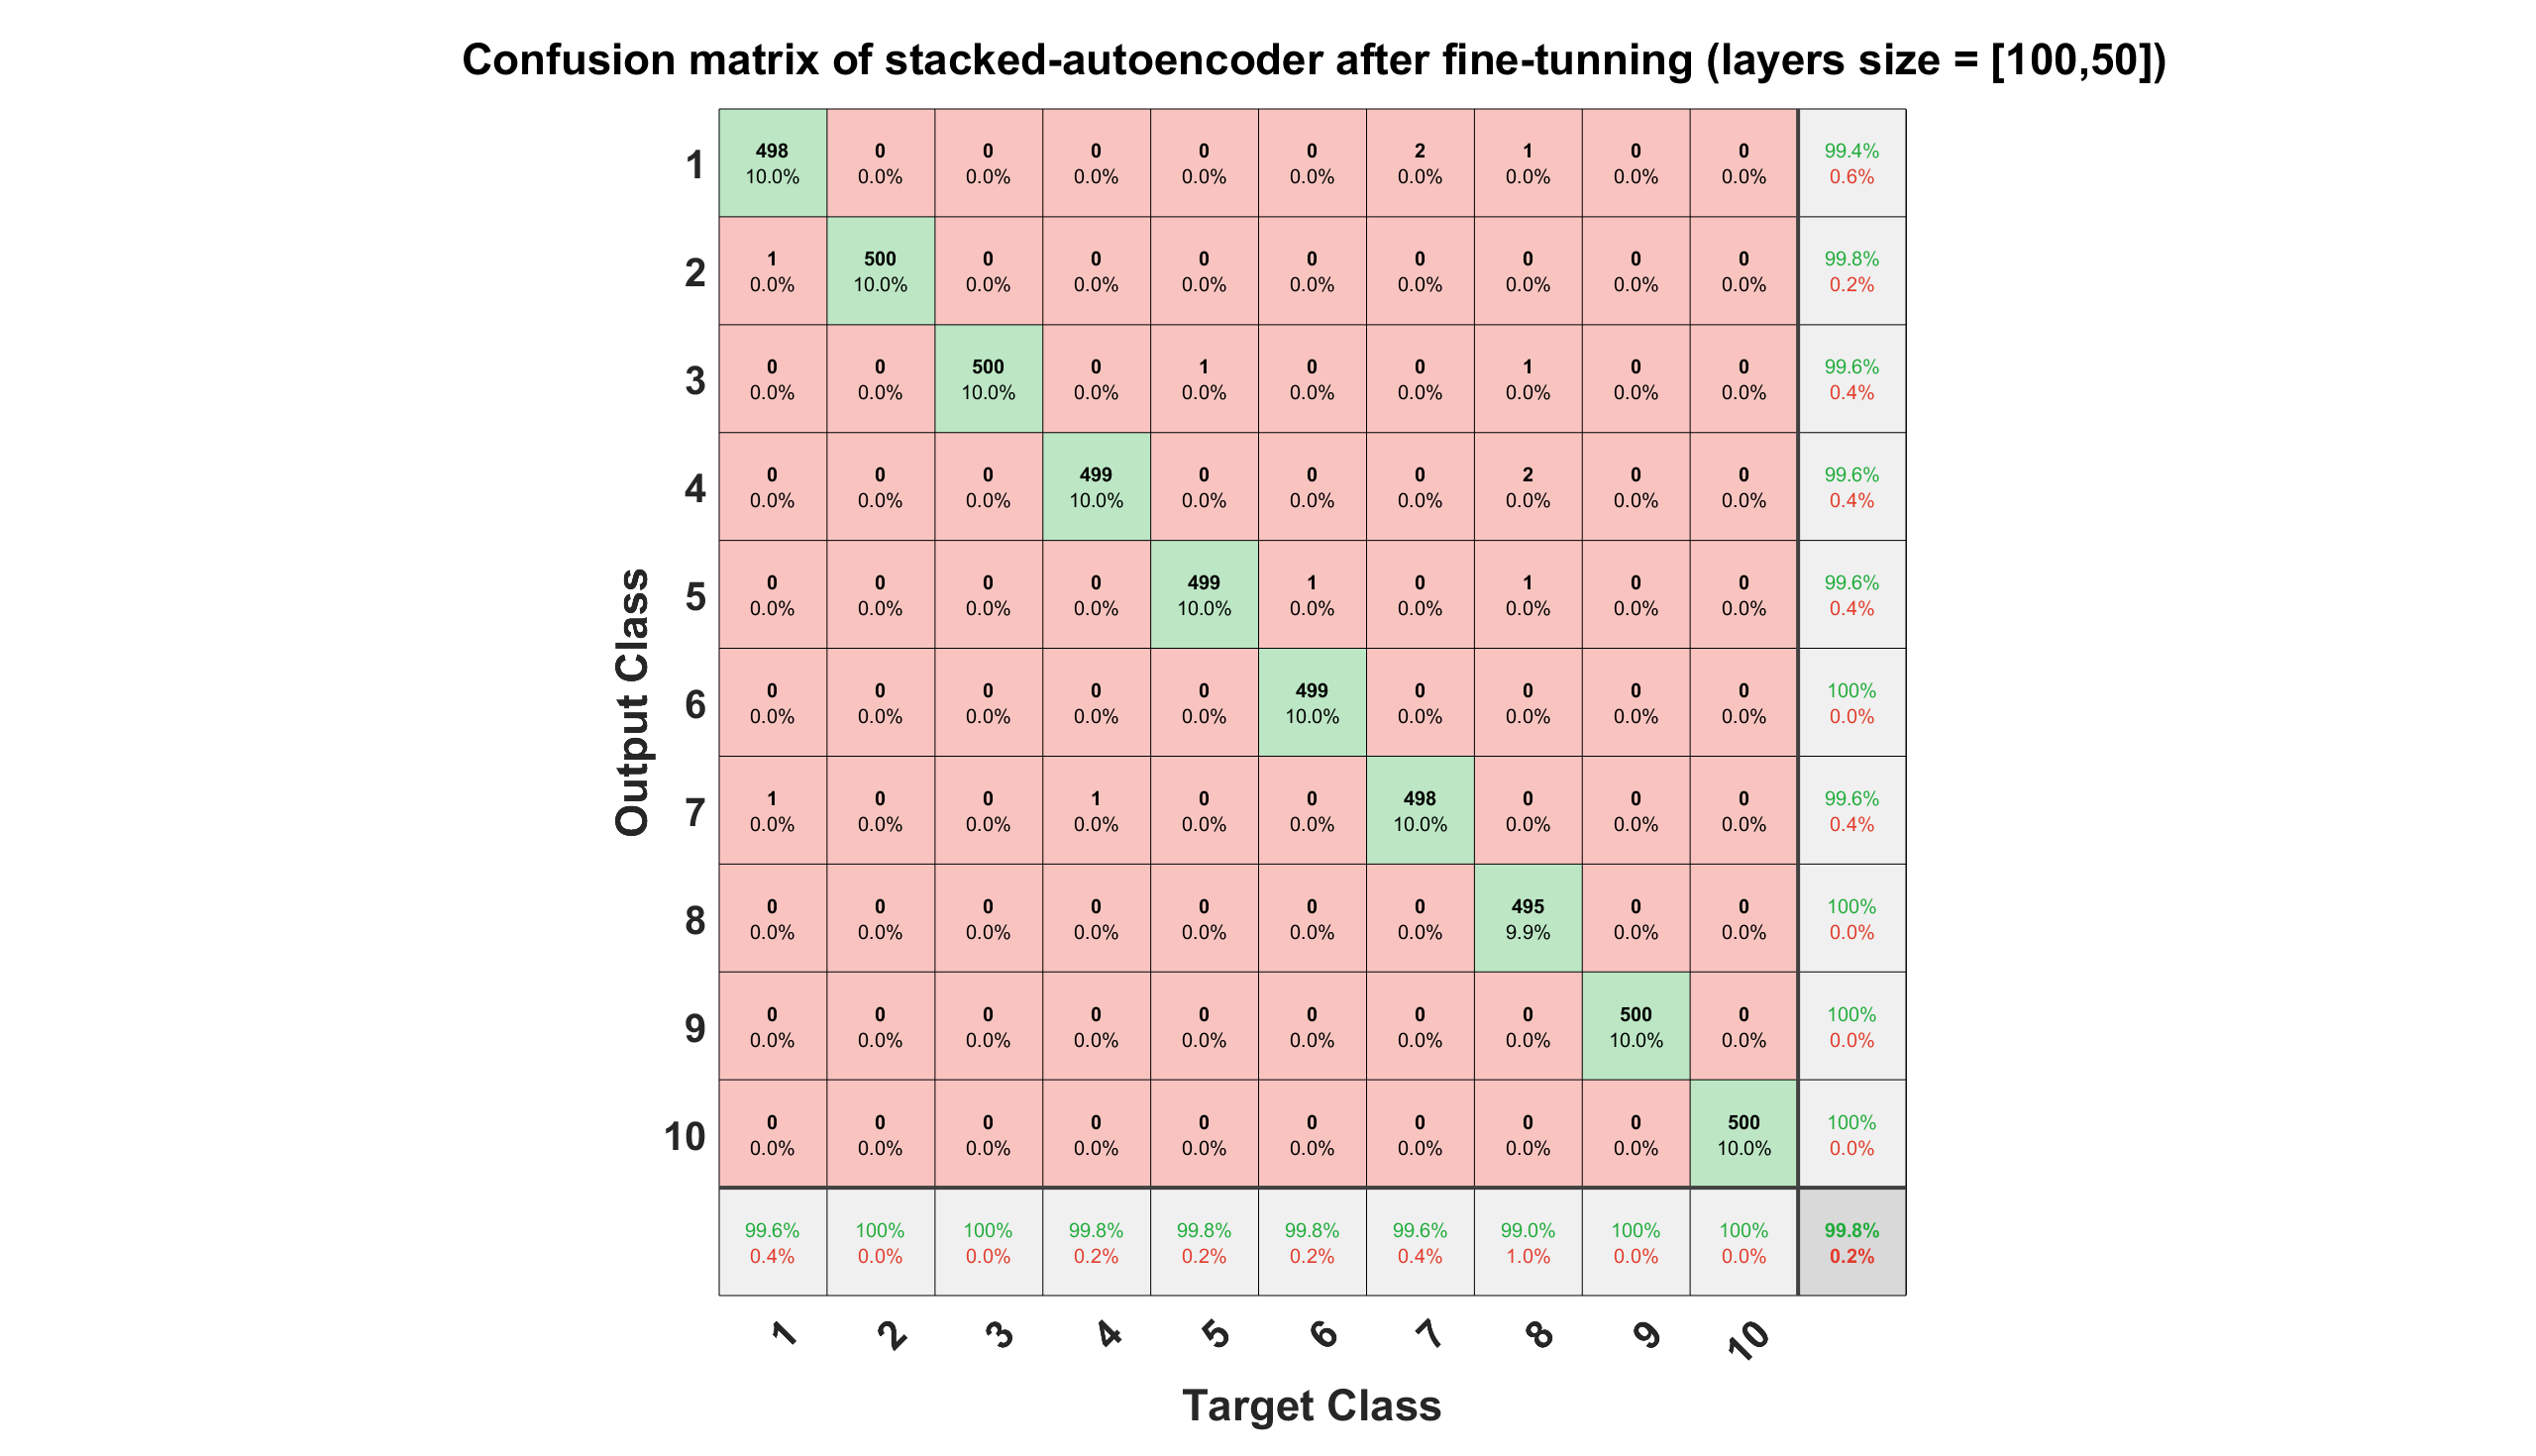 Confusion matrix of stacked-autoencoder after fine-tunning (layers size = [100,50])
Output Class
1 498 0 0 0 0 0 2 1 0 0 99.4%
10.0% 0.0% 0.0% 0.0% 0.0% 0.0% 0.0% 0.0% 0.0% 0.0% 0.6%
2 1 500 0 0 0 0 0 0 0 0 99.8%
0.0% 10.0% 0.0% 0.0% 0.0% 0.0% 0.0% 0.0% 0.0% 0.0% 0.2%
3 0 0 500 0 1 0 0 1 0 0 99.6%
0.0% 0.0% 10.0% 0.0% 0.0% 0.0% 0.0% 0.0% 0.0% 0.0% 0.4%
4 0 0 0 499 0 0 0 2 0 0 99.6%
0.0% 0.0% 0.0% 10.0% 0.0% 0.0% 0.0% 0.0% 0.0% 0.0% 0.4%
5 0 0 0 0 499 1 0 1 0 0 99.6%
0.0% 0.0% 0.0% 0.0% 10.0% 0.0% 0.0% 0.0% 0.0% 0.0% 0.4%
6 0 0 0 0 0 499 0 0 0 0 100%
0.0% 0.0% 0.0% 0.0% 0.0% 10.0% 0.0% 0.0% 0.0% 0.0% 0.0%
7 1 0 0 1 0 0 498 0 0 0 99.6%
0.0% 0.0% 0.0% 0.0% 0.0% 0.0% 10.0% 0.0% 0.0% 0.0% 0.4%
8 0 0 0 0 0 0 0 495 0 0 100%
0.0% 0.0% 0.0% 0.0% 0.0% 0.0% 0.0% 9.9% 0.0% 0.0% 0.0%
9 0 0 0 0 0 0 0 0 500 0 100%
0.0% 0.0% 0.0% 0.0% 0.0% 0.0% 0.0% 0.0% 10.0% 0.0% 0.0%
10 0 0 0 0 0 0 0 0 0 500 100%
0.0% 0.0% 0.0% 0.0% 0.0% 0.0% 0.0% 0.0% 0.0% 10.0% 0.0%
99.6% 100% 100% 99.8% 99.8% 99.8% 99.6% 99.0% 100% 100% 99.8%
0.4% 0.0% 0.0% 0.2% 0.2% 0.2% 0.4% 1.0% 0.0% 0.0% 0.2%
1 2 3 4 5 6 7 8 9 10
Target Class